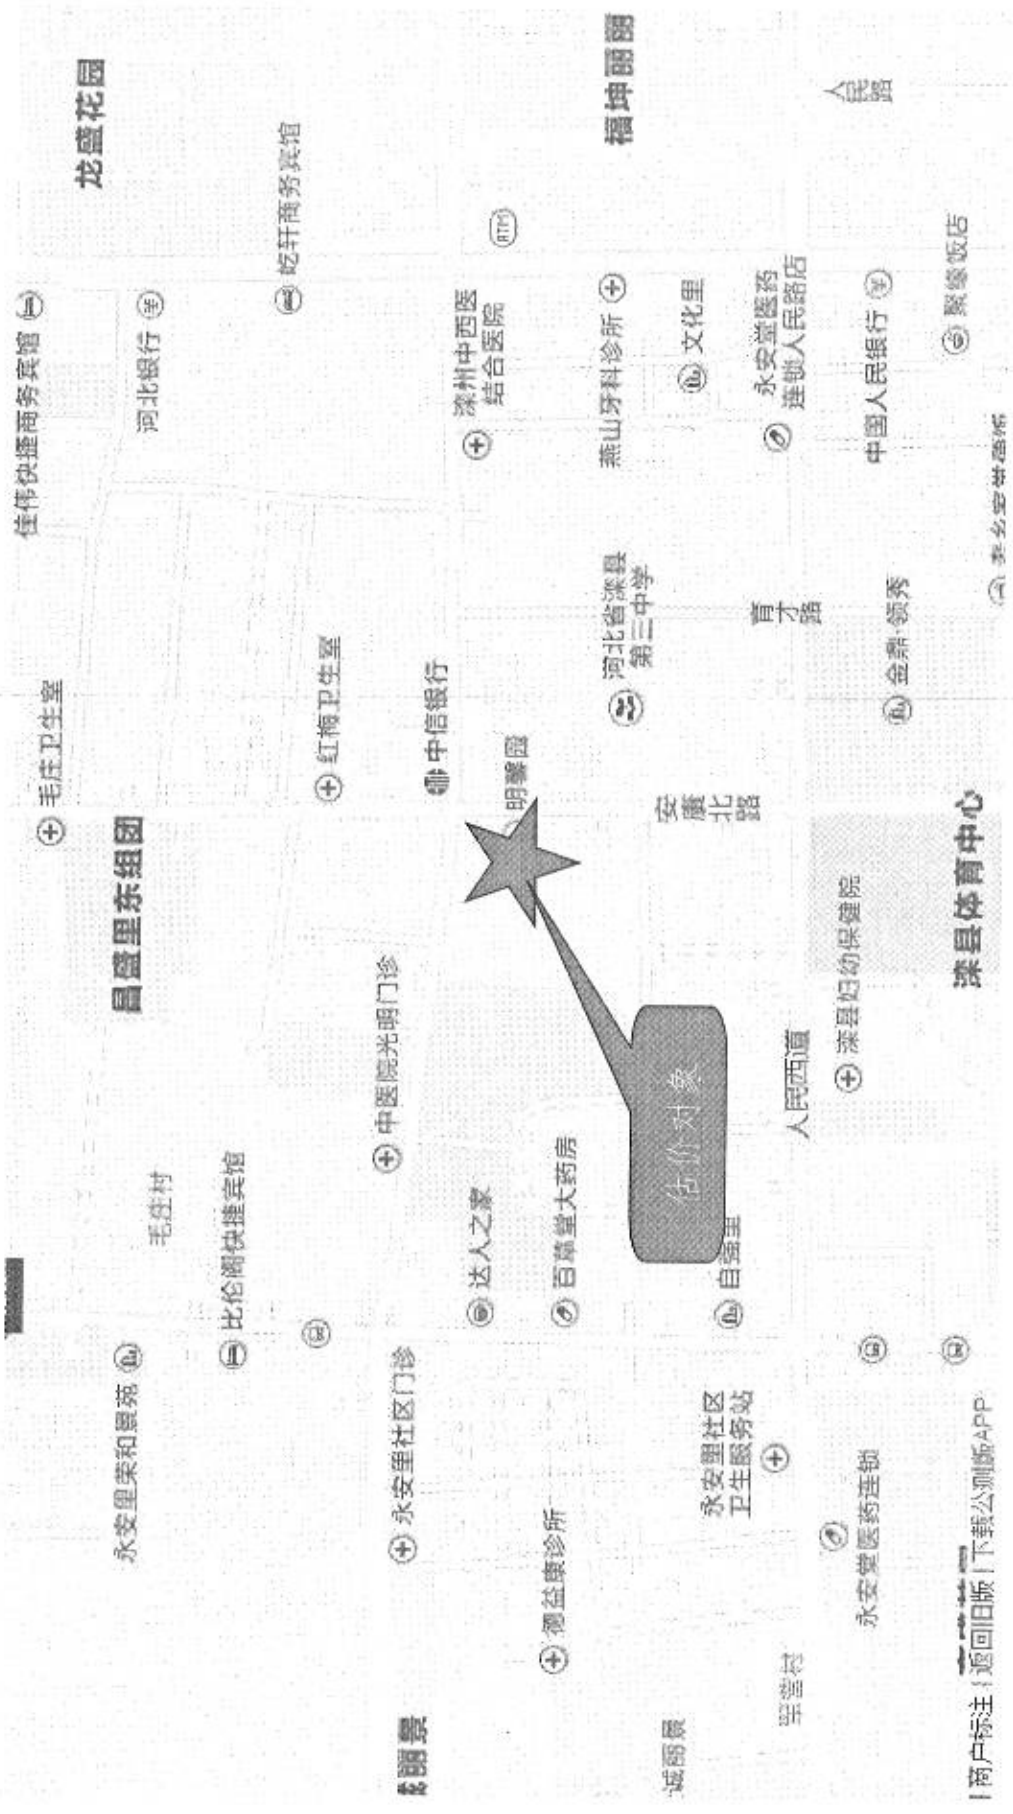 永安里荣和景苑
比伦阁快捷宾馆
毛庄村
昌盛里东组团
毛庄卫生室
佳伟快捷商务宾馆
河北银行
龙盛花园
屹轩商务宾馆
红梅卫生室
中信银行
中医院光明门诊
永安里社区门诊
丽景
达人之家
明馨园
滦州中西医
结合医院
ATM
德益康诊所
百草堂大药房
河北省滦县
第三中学
燕山牙科诊所
福坤丽
诚丽景
估价对象
安康北路
文化里
永安里社区
卫生服务站
自强里
人民西道
育才路
永安堂医药
连锁人民路店
人民路
永安堂医药连锁
滦县妇幼保健院
金鼎·领秀
中国人民银行
聚缘饭店
滦县体育中心
商户标注 | 返回旧版 | 下载公测版APP